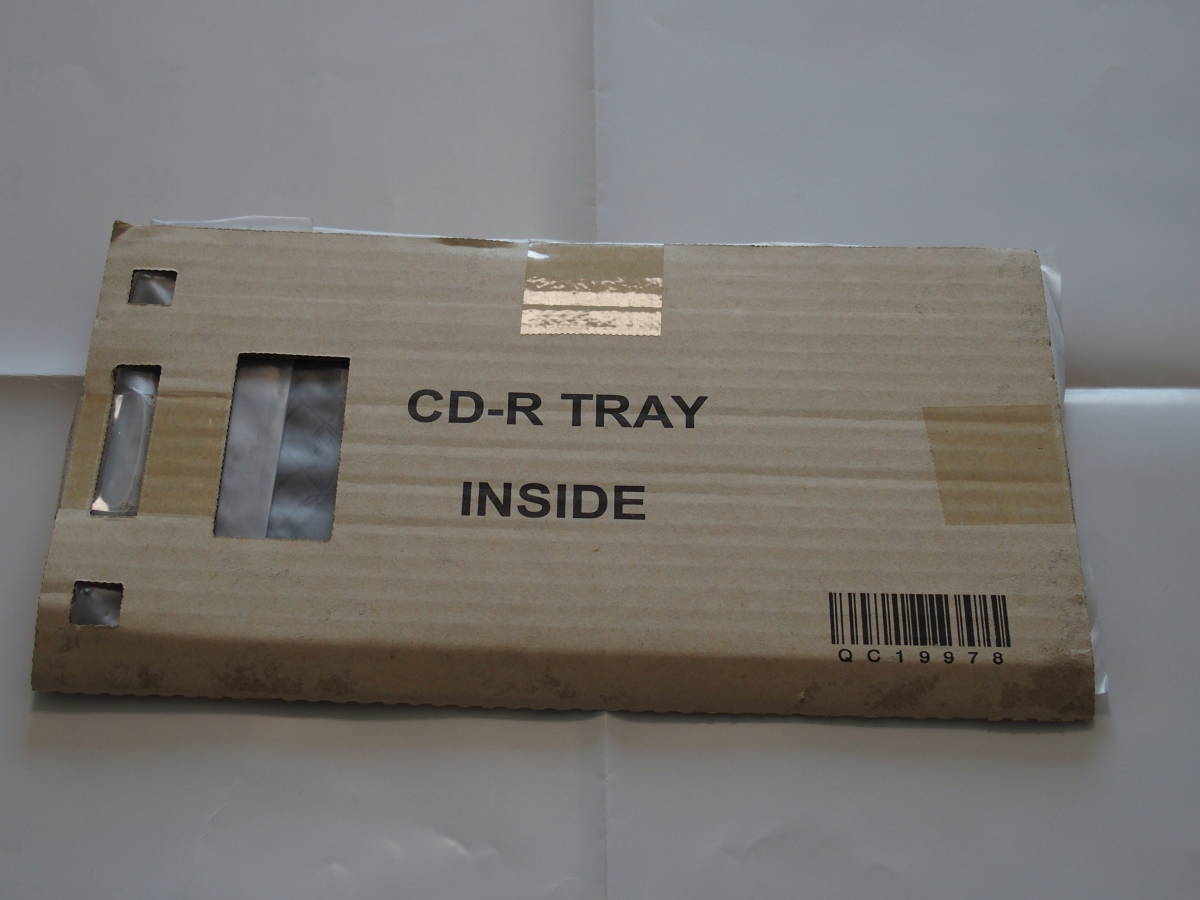 CD-R TRAY
INSIDE
QC19978